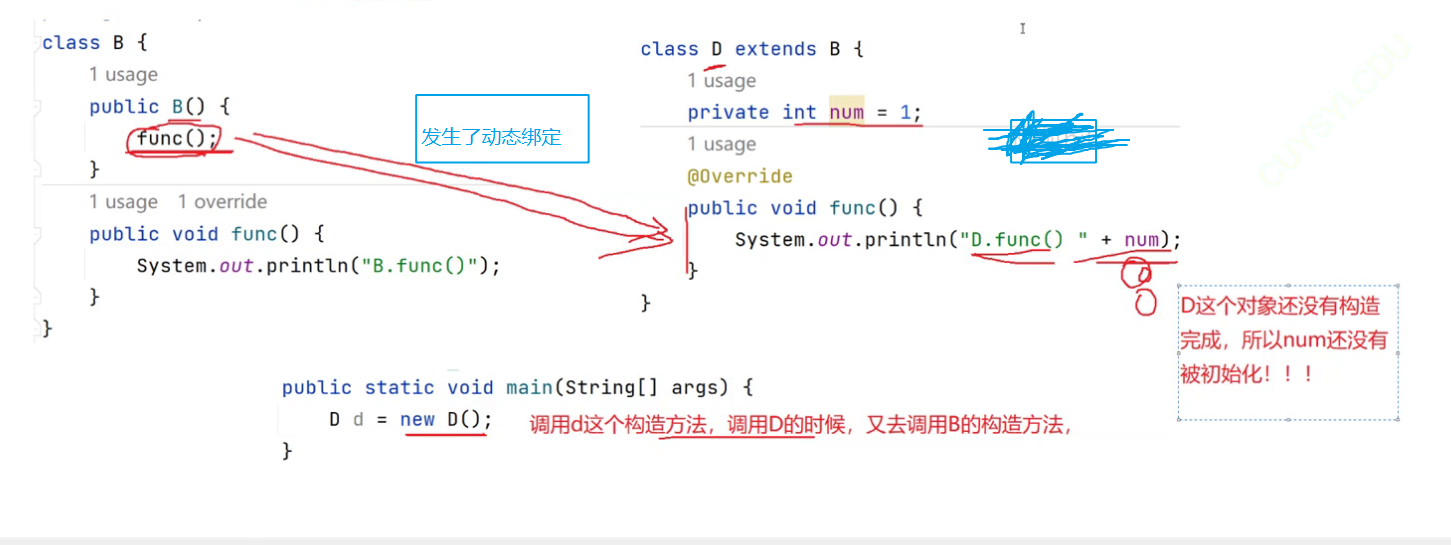 class B {
1 usage
public B() {
func();
}
1 usage 1 override
public void func() {
System.out.println("B.func()");
}
}
发生了动态绑定
class D extends B {
1 usage
private int num = 1;
1 usage
@Override
public void func() {
System.out.println("D.func() " + num);
}
}
0
D这个对象还没有构造
完成，所以num还没有
被初始化！！！
public static void main(String[] args) {
D d = new D();
调用d这个构造方法，调用D的时候，又去调用B的构造方法，
}